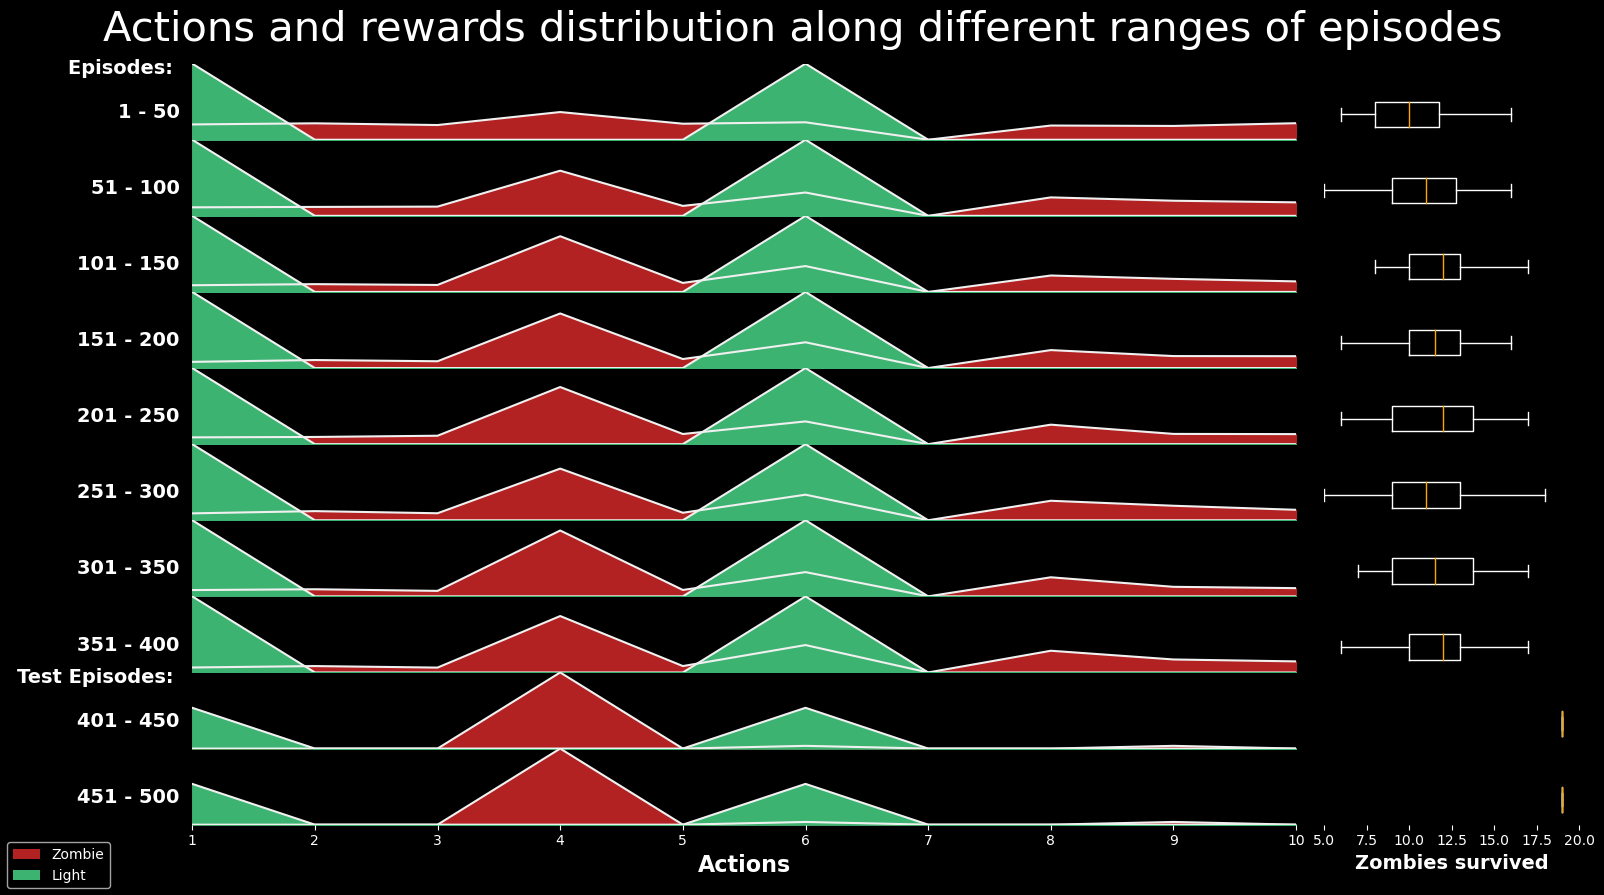 Actions and rewards distribution along different ranges of episodes
Episodes:
1 - 50
51 - 100
101 - 150
151 - 200
201 - 250
251 - 300
301 - 350
351 - 400
Test Episodes:
401 - 450
451 - 500
1 2 3 4 5 6 7 8 9 10
5.0 7.5 10.0 12.5 15.0 17.5 20.0
Actions
Zombies survived
Zombie
Light